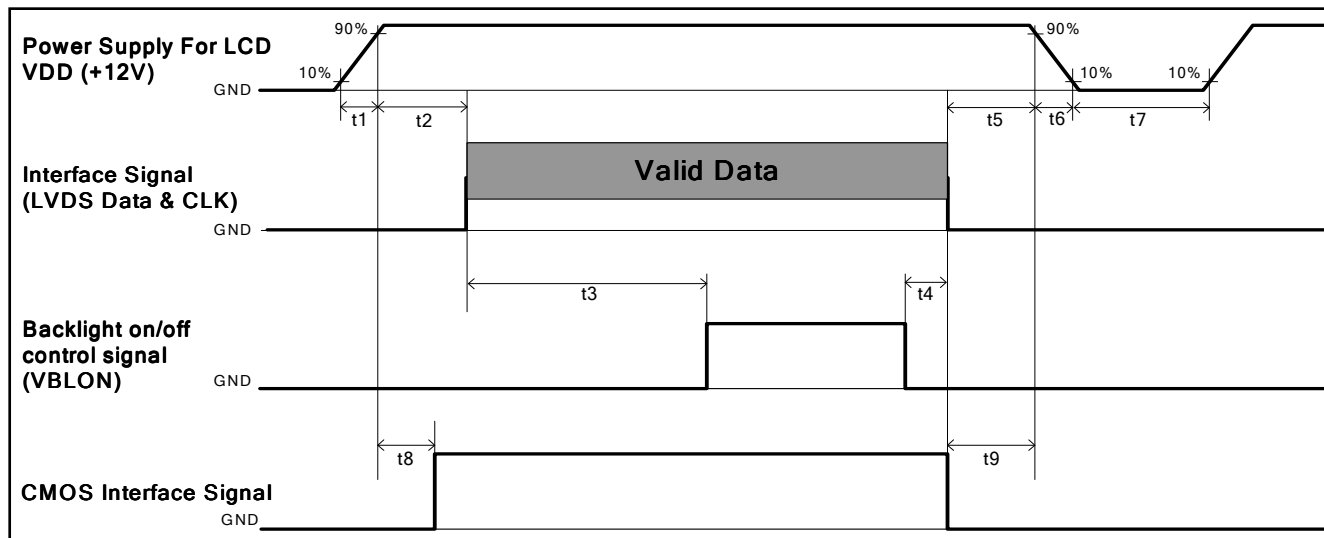 Power Supply For LCD
VDD (+12V)
90%
10%
GND
90%
10%
10%
t1
t2
t5
t6
t7
Interface Signal
(LVDS Data & CLK)
Valid Data
GND
t3
t4
Backlight on/off
control signal
(VBLON)
GND
t8
t9
CMOS Interface Signal
GND